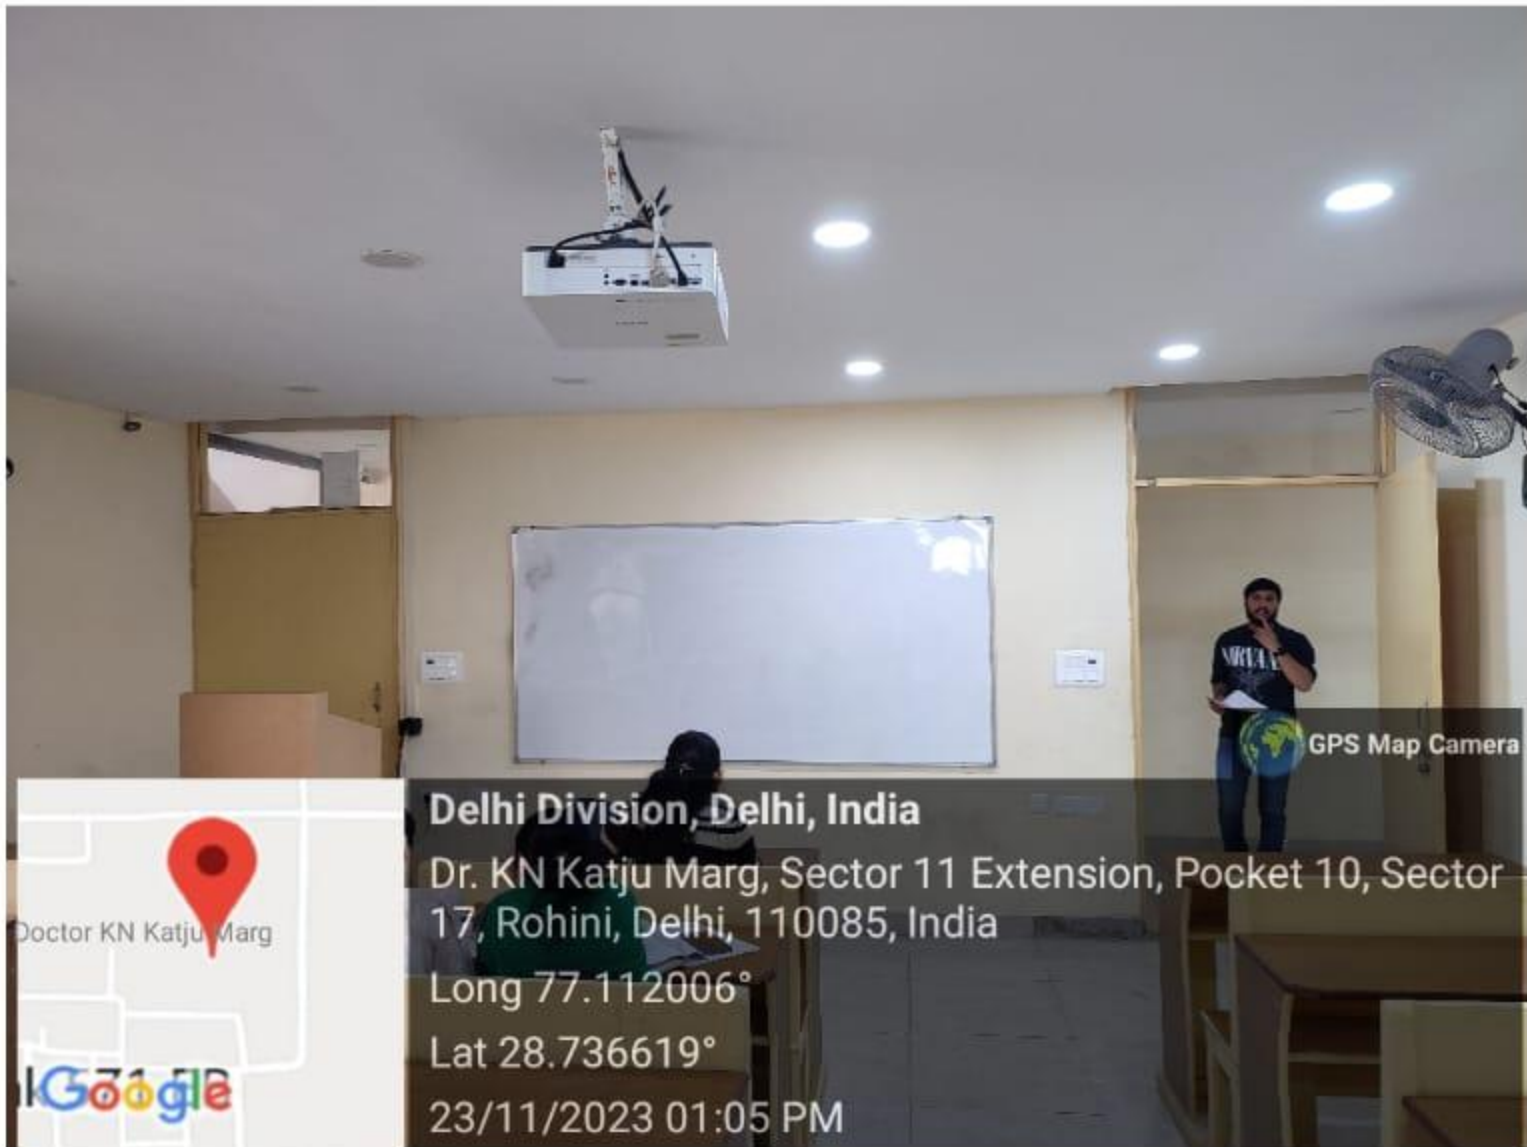 NIRVANA
GPS Map Camera
Delhi Division, Delhi, India
Dr. KN Katju Marg, Sector 11 Extension, Pocket 10, Sector
17, Rohini, Delhi, 110085, India
Long 77.112006°
Lat 28.736619°
23/11/2023 01:05 PM
Doctor KN Katju Marg
Google